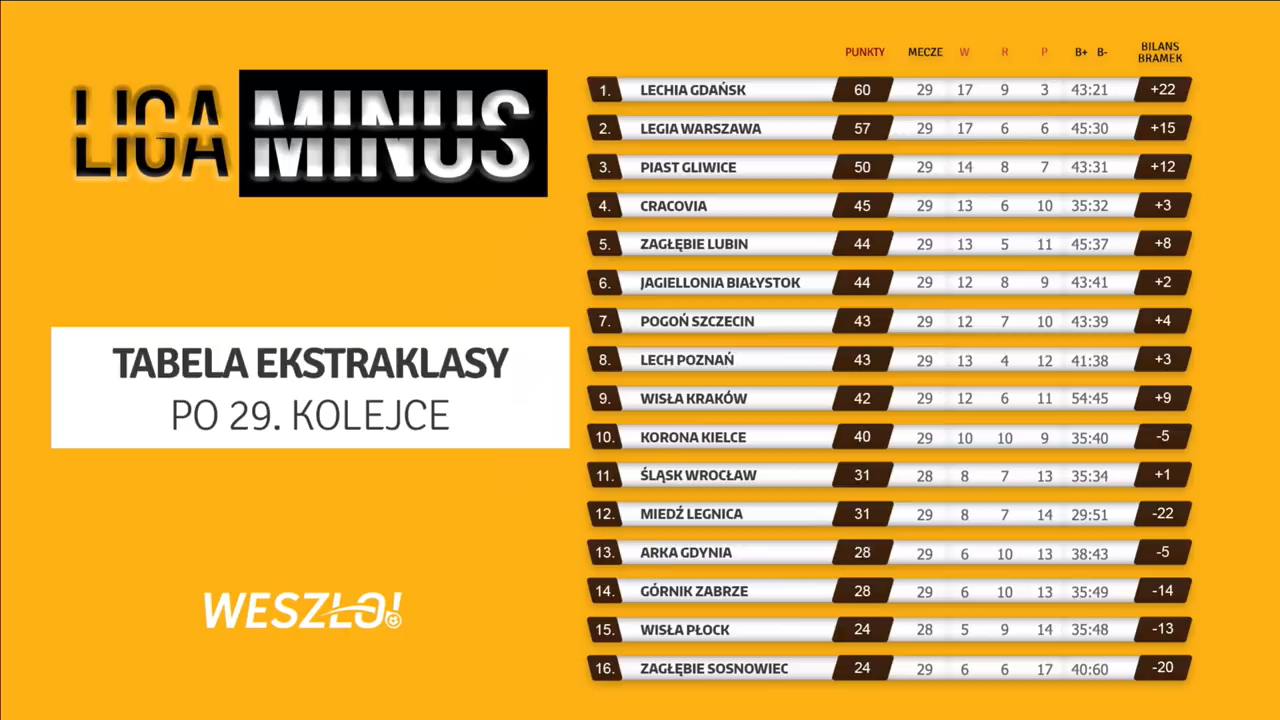 LIGA MINUS
TABELA EKSTRAKLASY
PO 29. KOLEJCE
WESZŁO!
PUNKTY MECZE W R P B+ B- BILANS BRAMEK
1. LECHIA GDAŃSK 60 29 17 9 3 43:21 +22
2. LEGIA WARSZAWA 57 29 17 6 6 45:30 +15
3. PIAST GLIWICE 50 29 14 8 7 43:31 +12
4. CRACOVIA 45 29 13 6 10 35:32 +3
5. ZAGŁĘBIE LUBIN 44 29 13 5 11 45:37 +8
6. JAGIELLONIA BIAŁYSTOK 44 29 12 8 9 43:41 +2
7. POGOŃ SZCZECIN 43 29 12 7 10 43:39 +4
8. LECH POZNAŃ 43 29 13 4 12 41:38 +3
9. WISŁA KRAKÓW 42 29 12 6 11 54:45 +9
10. KORONA KIELCE 40 29 10 10 9 35:40 -5
11. ŚLĄSK WROCŁAW 31 28 8 7 13 35:34 +1
12. MIEDŹ LEGNICA 31 29 8 7 14 29:51 -22
13. ARKA GDYNIA 28 29 6 10 13 38:43 -5
14. GÓRNIK ZABRZE 28 29 6 10 13 35:49 -14
15. WISŁA PŁOCK 24 28 5 9 14 35:48 -13
16. ZAGŁĘBIE SOSNOWIEC 24 29 6 6 17 40:60 -20